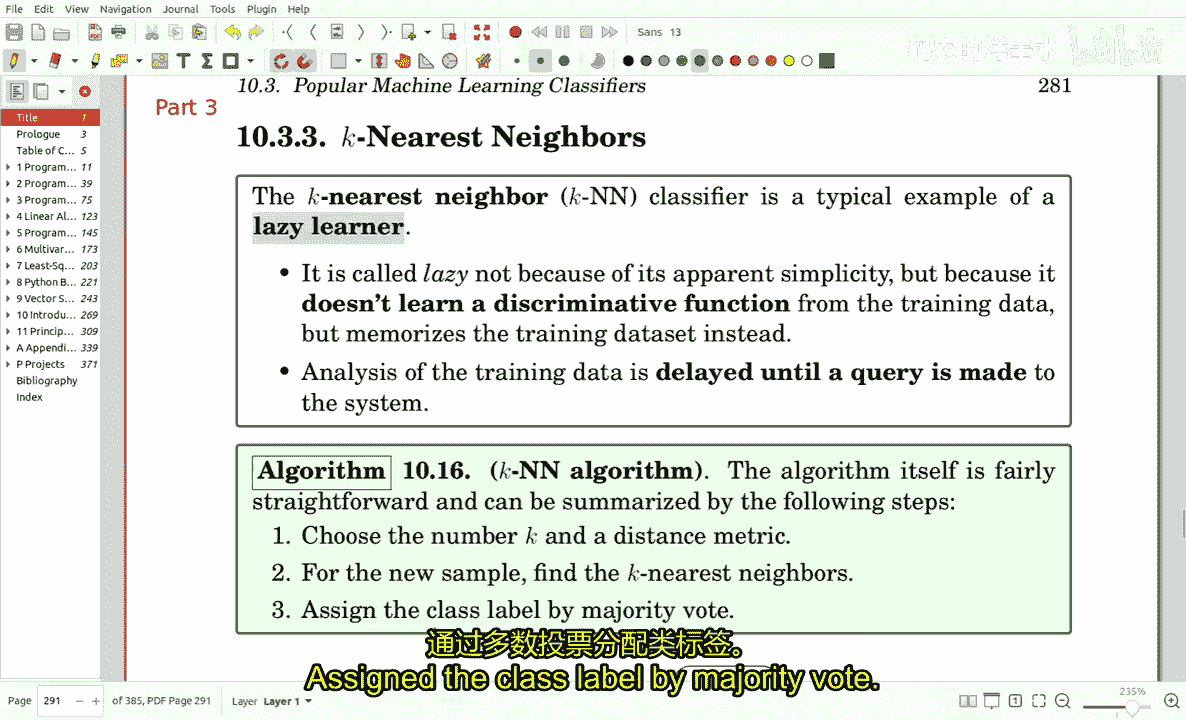 File Edit View Navigation Journal Tools Plugin Help
Sans 13
10.3. Popular Machine Learning Classifiers 281
Part 3
Title 1
Prologue 3
Table of C... 5
1 Program... 11
2 Program... 39
3 Program... 75
4 Linear Al... 123
5 Program... 145
6 Multivar... 173
7 Least-Sq... 203
8 Python B... 221
9 Vector S... 243
10 Introdu... 269
11 Princip... 309
A Appendi... 339
P Projects 371
Bibliography
Index
10.3.3. k-Nearest Neighbors
The k-nearest neighbor (k-NN) classifier is a typical example of a
lazy learner.
• It is called lazy not because of its apparent simplicity, but because it
doesn't learn a discriminative function from the training data,
but memorizes the training dataset instead.
• Analysis of the training data is delayed until a query is made to
the system.
Algorithm 10.16. (k-NN algorithm). The algorithm itself is fairly
straightforward and can be summarized by the following steps:
1. Choose the number k and a distance metric.
2. For the new sample, find the k-nearest neighbors.
3. Assign the class label by majority vote.
通过多数投票分配类标签。
Assigned the class label by majority vote.
Page 291 − + of 385, PDF Page 291 Layer Layer 1 235%